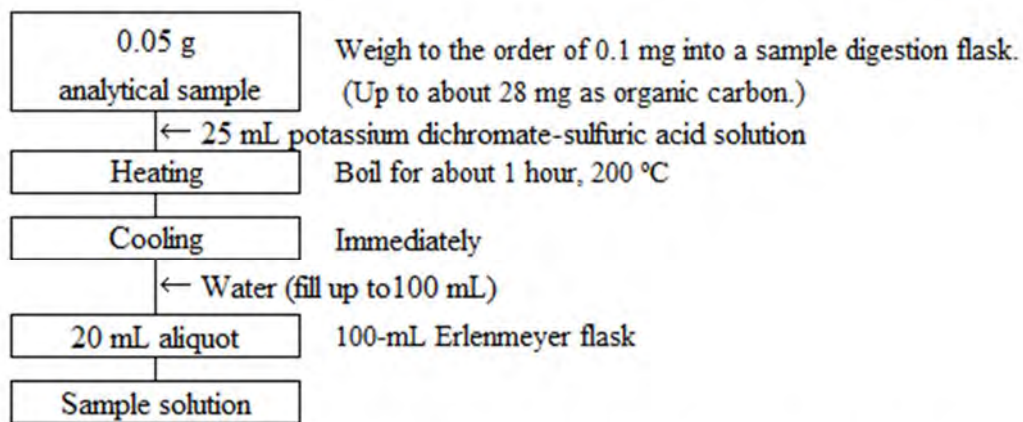 0.05 g
analytical sample
Weigh to the order of 0.1 mg into a sample digestion flask.
(Up to about 28 mg as organic carbon.)
← 25 mL potassium dichromate-sulfuric acid solution
Heating
Boil for about 1 hour, 200 ºC
Cooling
Immediately
← Water (fill up to100 mL)
20 mL aliquot
100-mL Erlenmeyer flask
Sample solution